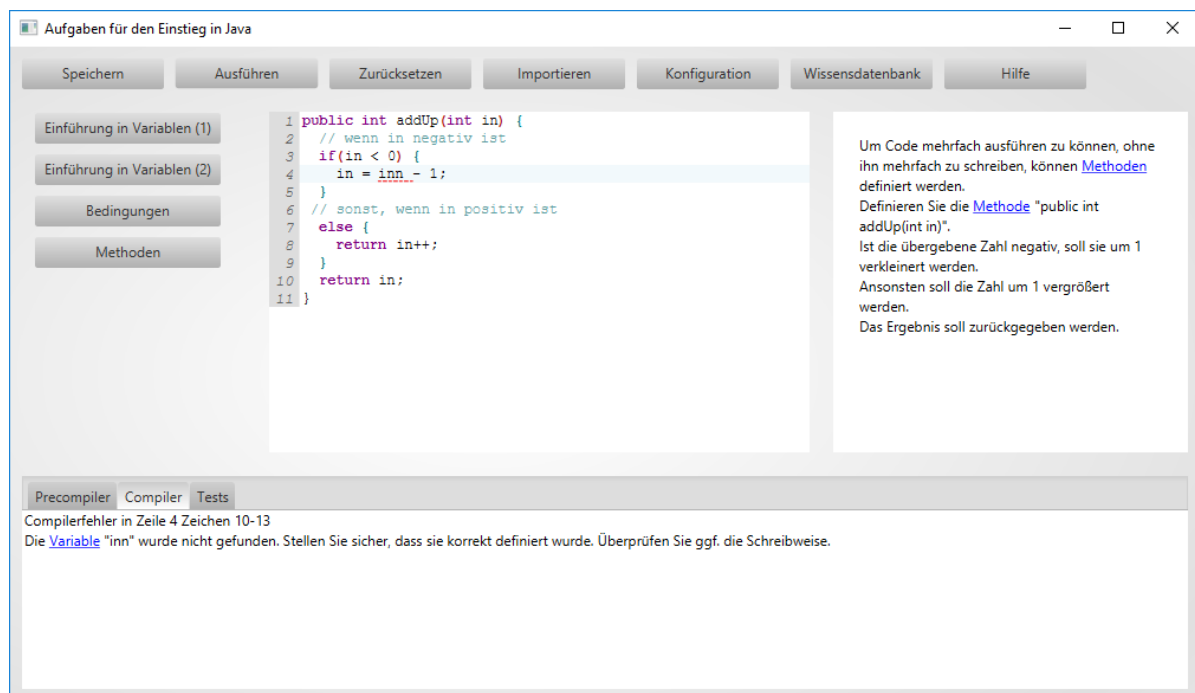 Aufgaben für den Einstieg in Java
Speichern Ausführen Zurücksetzen Importieren Konfiguration Wissensdatenbank Hilfe
Einführung in Variablen (1)
Einführung in Variablen (2)
Bedingungen
Methoden
1 public int addUp(int in) {
2   // wenn in negativ ist
3   if(in < 0) {
4     in = inn - 1;
5   }
6  // sonst, wenn in positiv ist
7   else {
8     return in++;
9   }
10   return in;
11 }
Um Code mehrfach ausführen zu können, ohne
ihn mehrfach zu schreiben, können Methoden
definiert werden.
Definieren Sie die Methode "public int
addUp(int in)".
Ist die übergebene Zahl negativ, soll sie um 1
verkleinert werden.
Ansonsten soll die Zahl um 1 vergrößert
werden.
Das Ergebnis soll zurückgegeben werden.
Precompiler Compiler Tests
Compilerfehler in Zeile 4 Zeichen 10-13
Die Variable "inn" wurde nicht gefunden. Stellen Sie sicher, dass sie korrekt definiert wurde. Überprüfen Sie ggf. die Schreibweise.